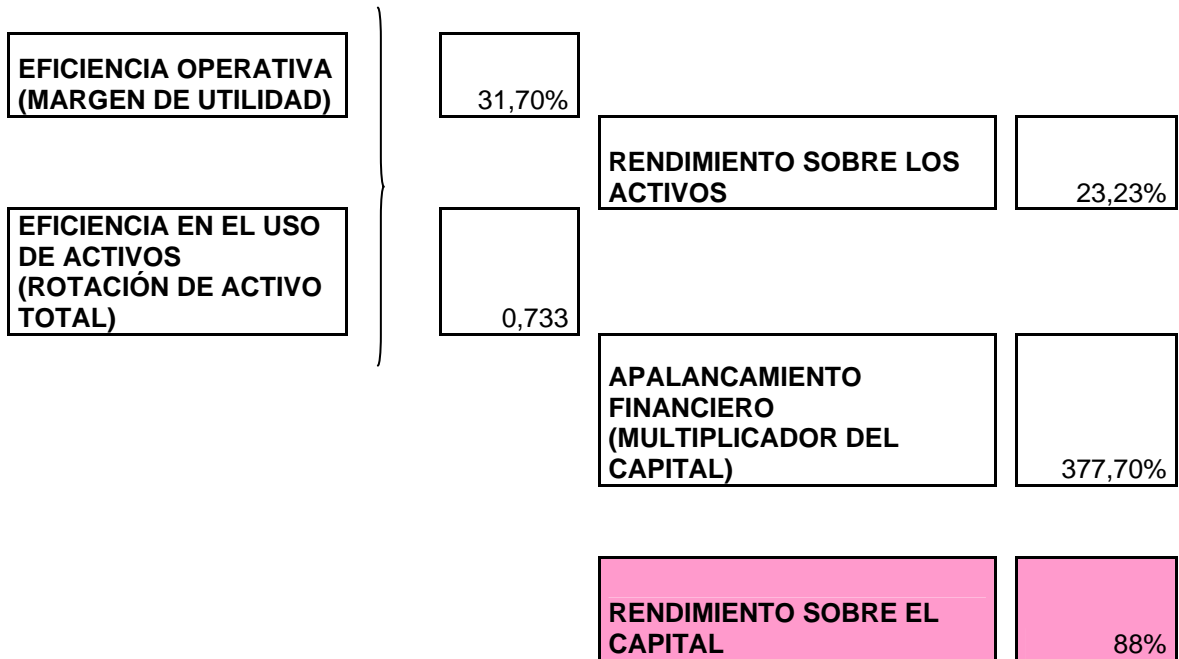 EFICIENCIA OPERATIVA
(MARGEN DE UTILIDAD)
31,70%
RENDIMIENTO SOBRE LOS
ACTIVOS
23,23%
EFICIENCIA EN EL USO
DE ACTIVOS
(ROTACIÓN DE ACTIVO
TOTAL)
0,733
APALANCAMIENTO
FINANCIERO
(MULTIPLICADOR DEL
CAPITAL)
377,70%
RENDIMIENTO SOBRE EL
CAPITAL
88%